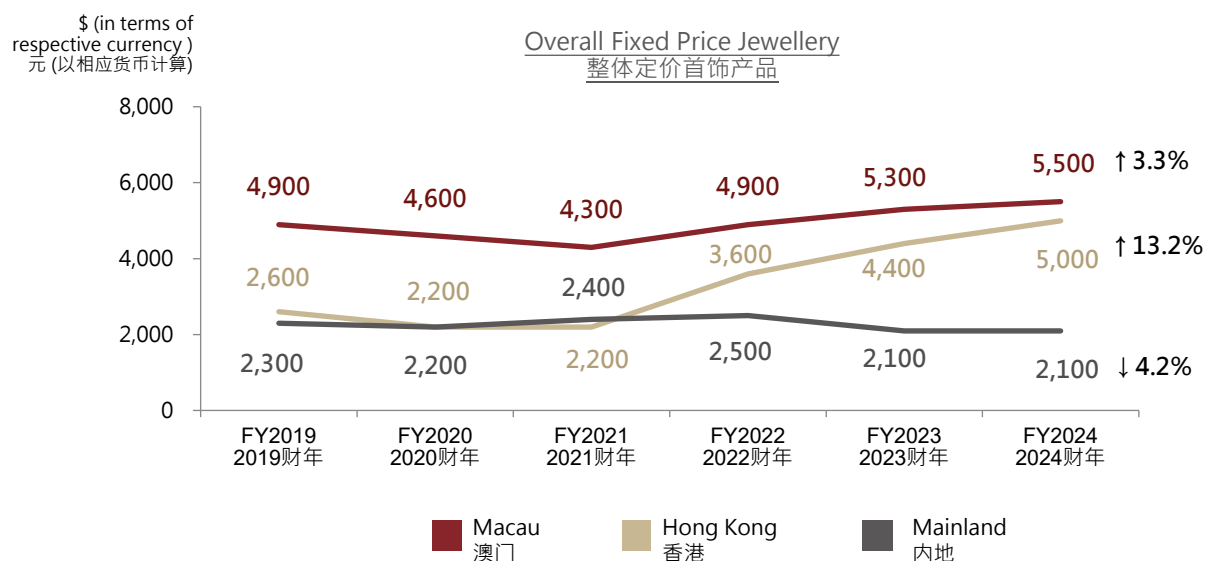 $ (in terms of
respective currency )
元 (以相应货币计算)
Overall Fixed Price Jewellery
整体定价首饰产品
8,000
6,000
4,000
2,000
0
4,900
4,600
4,300
4,900
5,300
5,500
↑ 3.3%
2,600
2,200
2,200
3,600
4,400
5,000
↑ 13.2%
2,300
2,200
2,400
2,500
2,100
2,100
↓ 4.2%
FY2019
2019财年
FY2020
2020财年
FY2021
2021财年
FY2022
2022财年
FY2023
2023财年
FY2024
2024财年
Macau
澳门
Hong Kong
香港
Mainland
内地